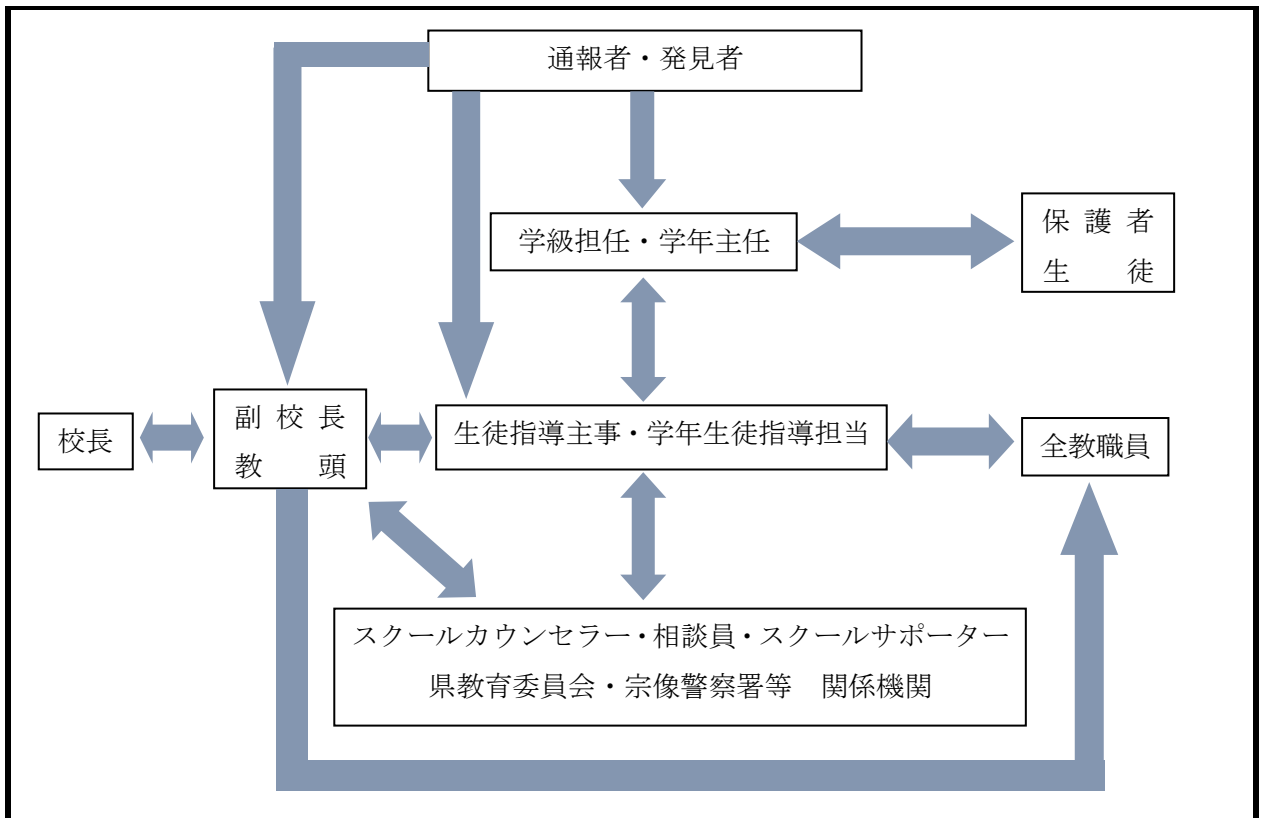 通報者・発見者
学級担任・学年主任
保護者
生徒
校長
副校長
教頭
生徒指導主事・学年生徒指導担当
全教職員
スクールカウンセラー・相談員・スクールサポーター
県教育委員会・宗像警察署等　関係機関